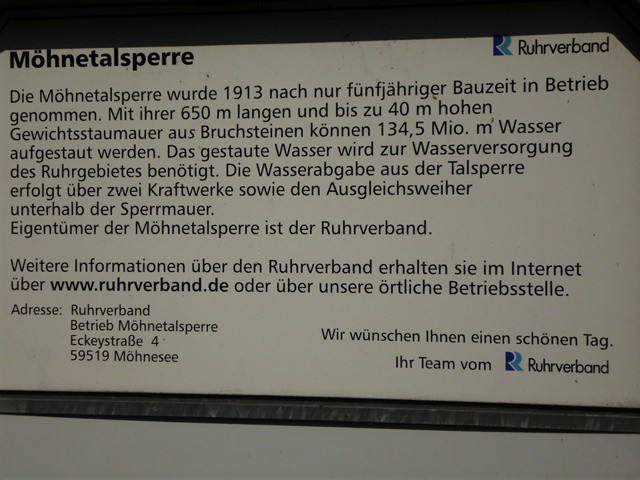 Möhnetalsperre
Ruhrverband
Die Möhnetalsperre wurde 1913 nach nur fünfjähriger Bauzeit in Betrieb
genommen. Mit ihrer 650 m langen und bis zu 40 m hohen
Gewichtsstaumauer aus Bruchsteinen können 134,5 Mio. m³ Wasser
aufgestaut werden. Das gestaute Wasser wird zur Wasserversorgung
des Ruhrgebietes benötigt. Die Wasserabgabe aus der Talsperre
erfolgt über zwei Kraftwerke sowie den Ausgleichsweiher
unterhalb der Sperrmauer.
Eigentümer der Möhnetalsperre ist der Ruhrverband.
Weitere Informationen über den Ruhrverband erhalten sie im Internet
über www.ruhrverband.de oder über unsere örtliche Betriebsstelle.
Adresse: Ruhrverband
Betrieb Möhnetalsperre
Eckeystraße 4
59519 Möhnesee
Wir wünschen Ihnen einen schönen Tag.
Ihr Team vom Ruhrverband